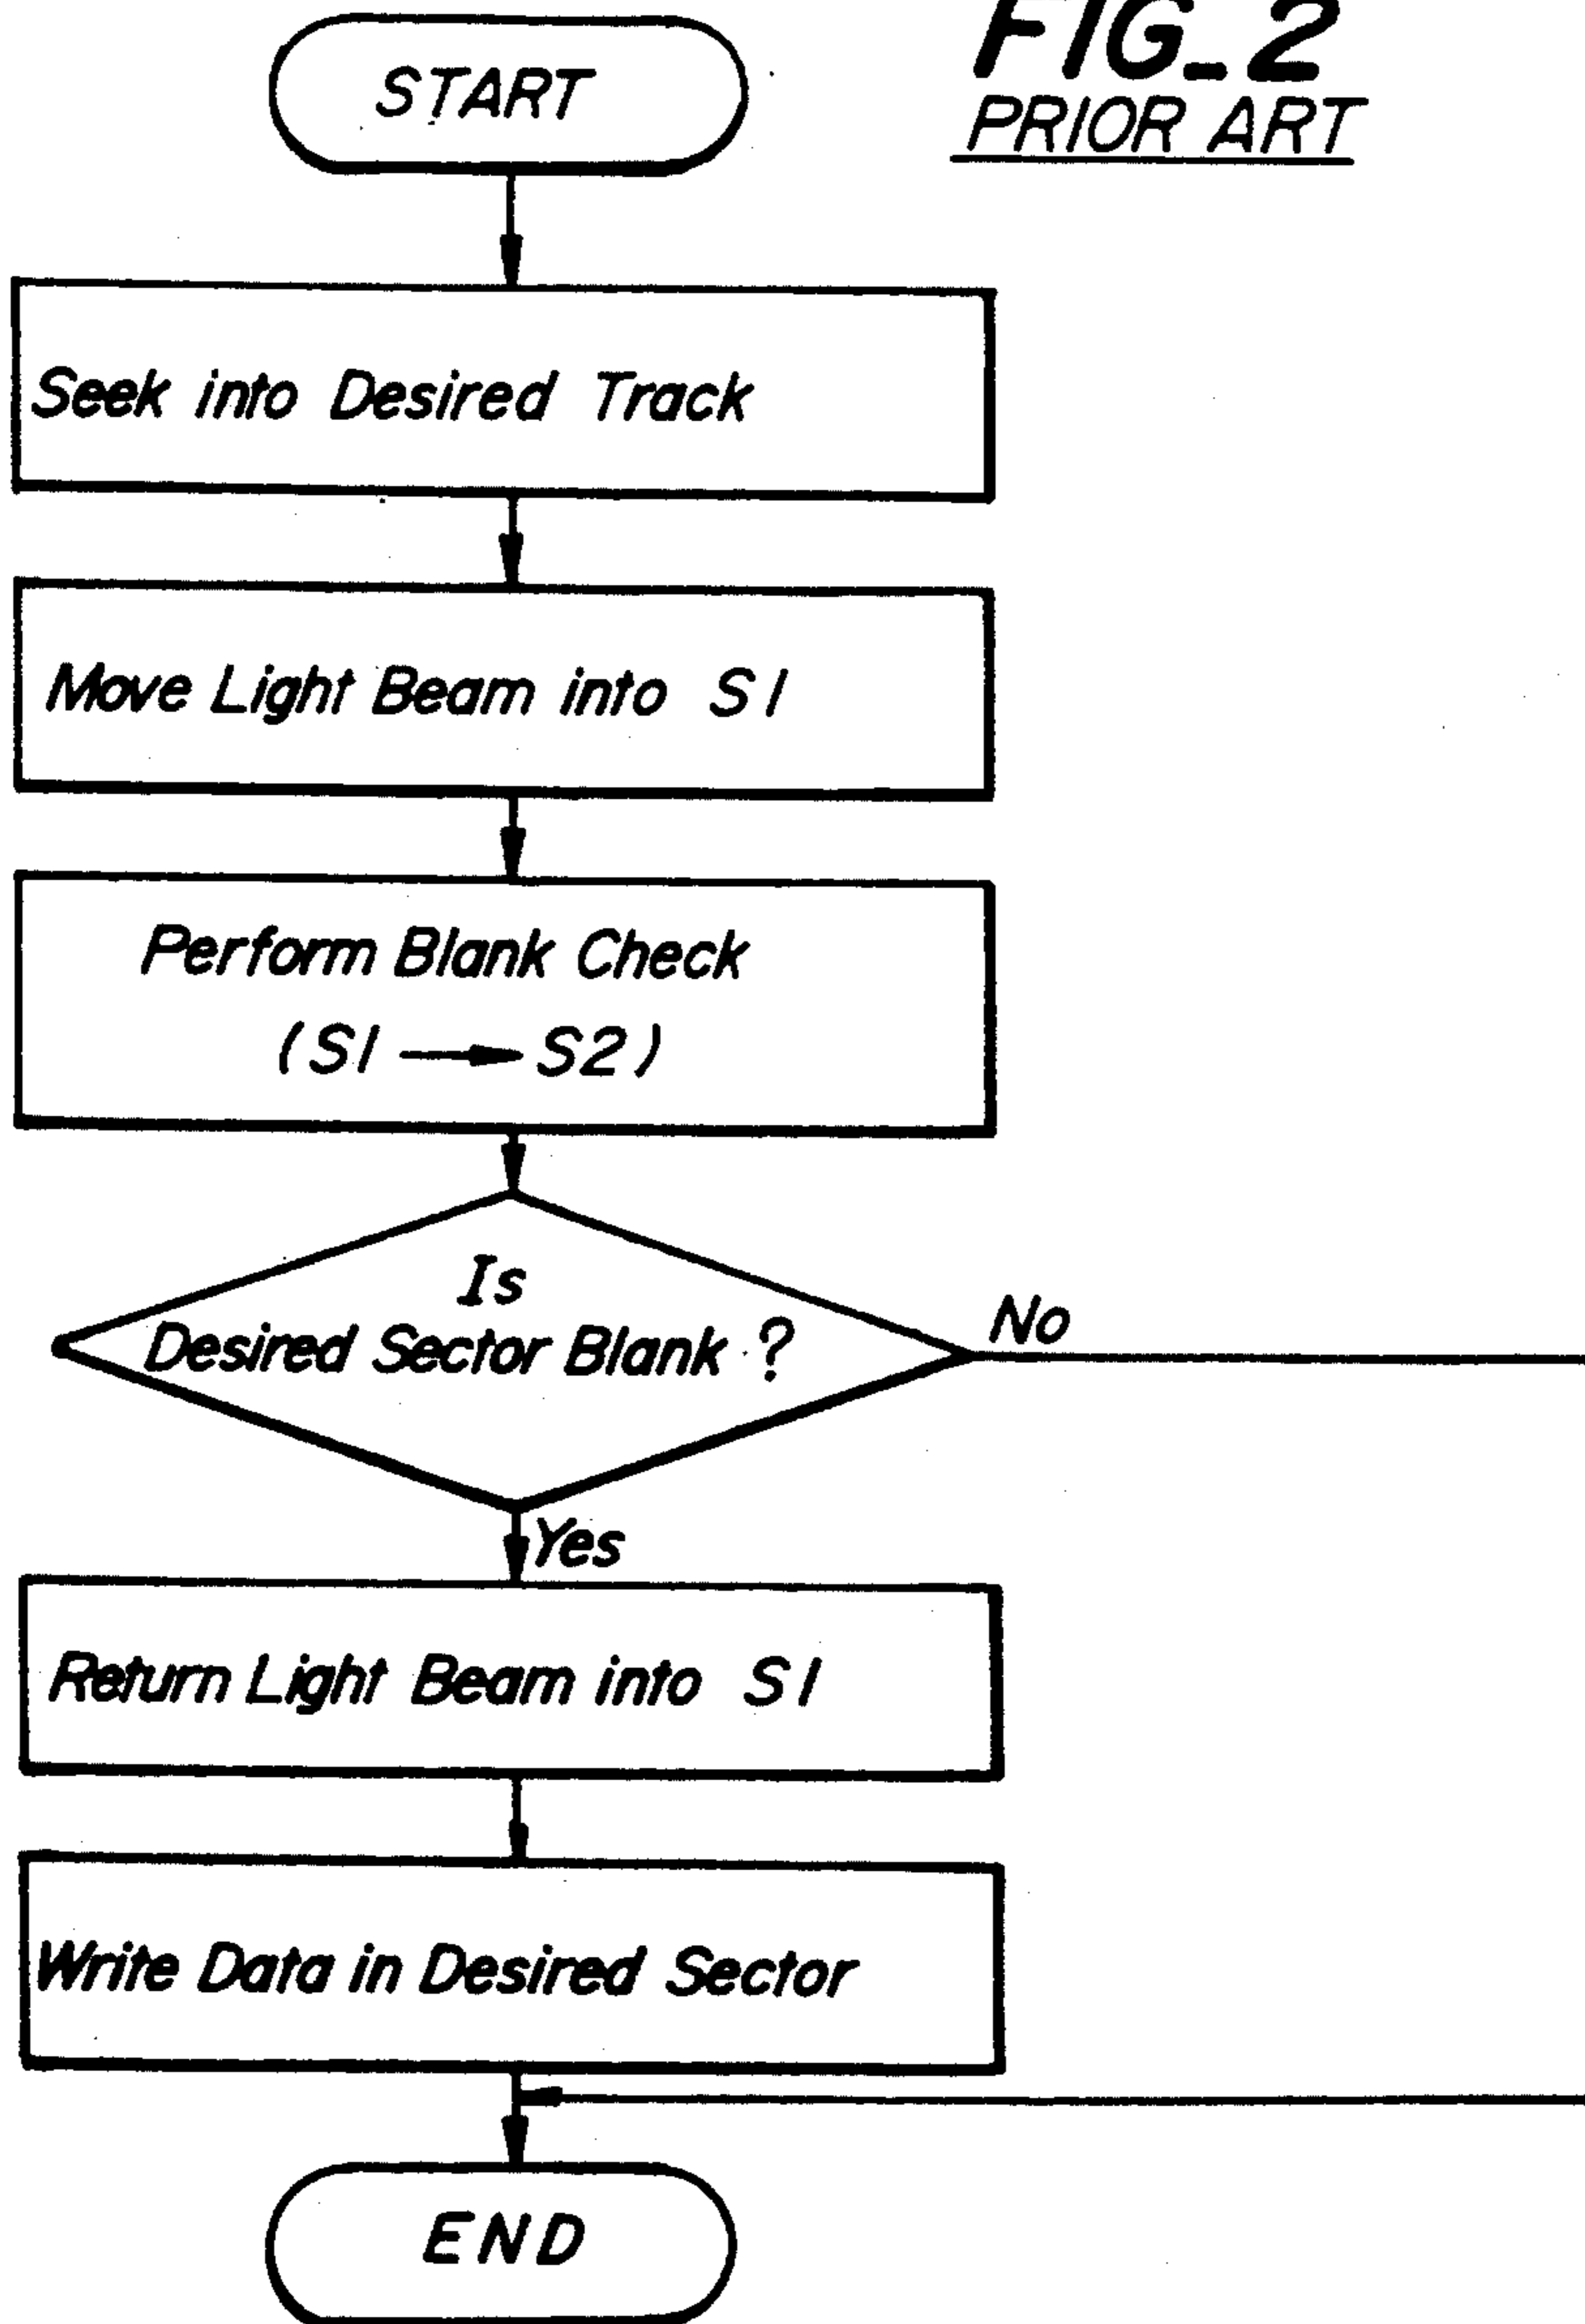 FIG_2
PRIOR ART
START
Seek into Desired Track
Move Light Beam into S1
Perform Blank Check
(S1 → S2)
Is
Desired Sector Blank ?
No
Yes
Return Light Beam into S1
Write Data in Desired Sector
END